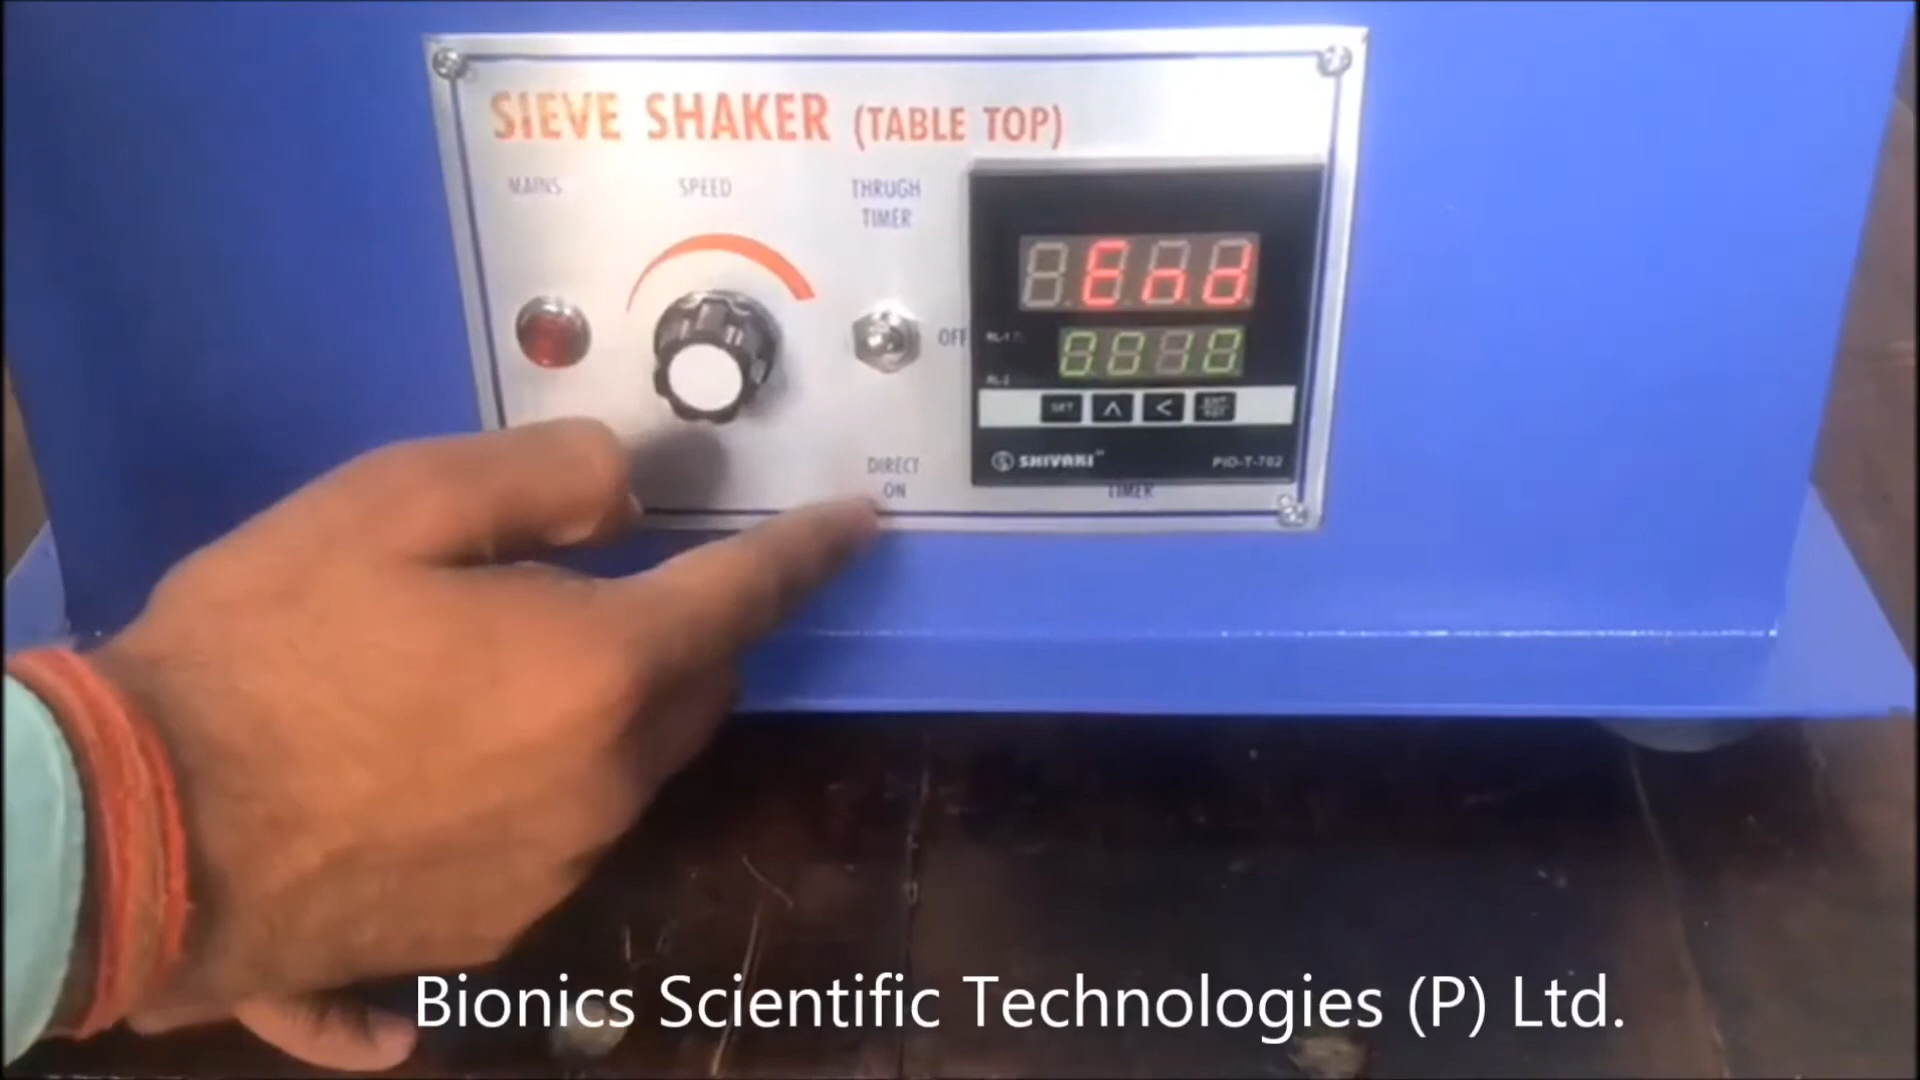 SIEVE SHAKER (TABLE TOP)
MAINS
SPEED
THRUGH
TIMER
OFF
End
0010
SET
SHIVAKI
PID-T-702
DIRECT
ON
TIMER
Bionics Scientific Technologies (P) Ltd.